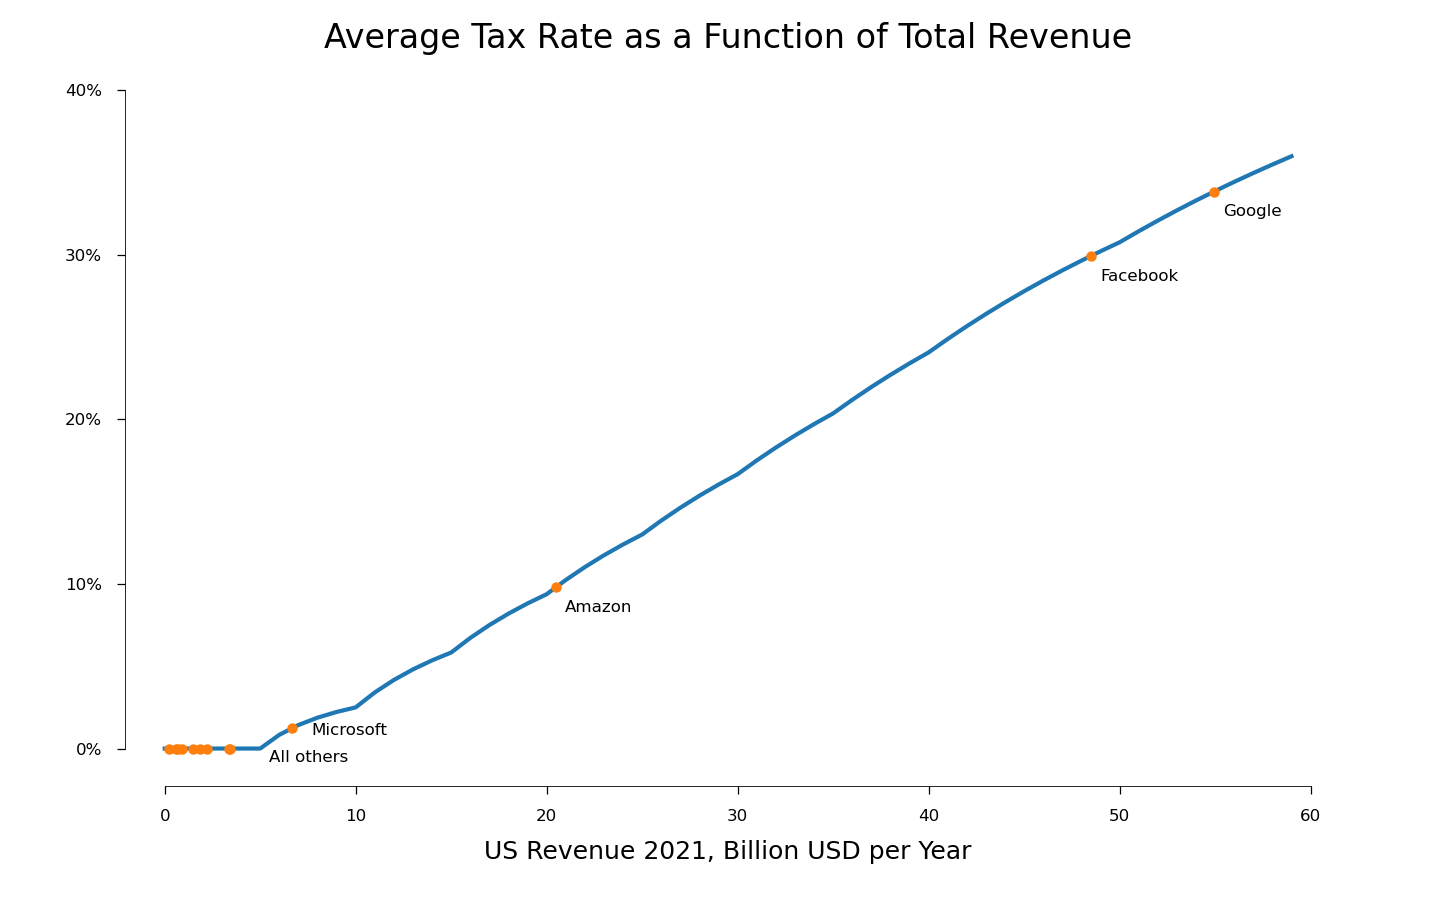 Average Tax Rate as a Function of Total Revenue
40%
30%
20%
10%
0%
Google
Facebook
Amazon
Microsoft
All others
0 10 20 30 40 50 60
US Revenue 2021, Billion USD per Year